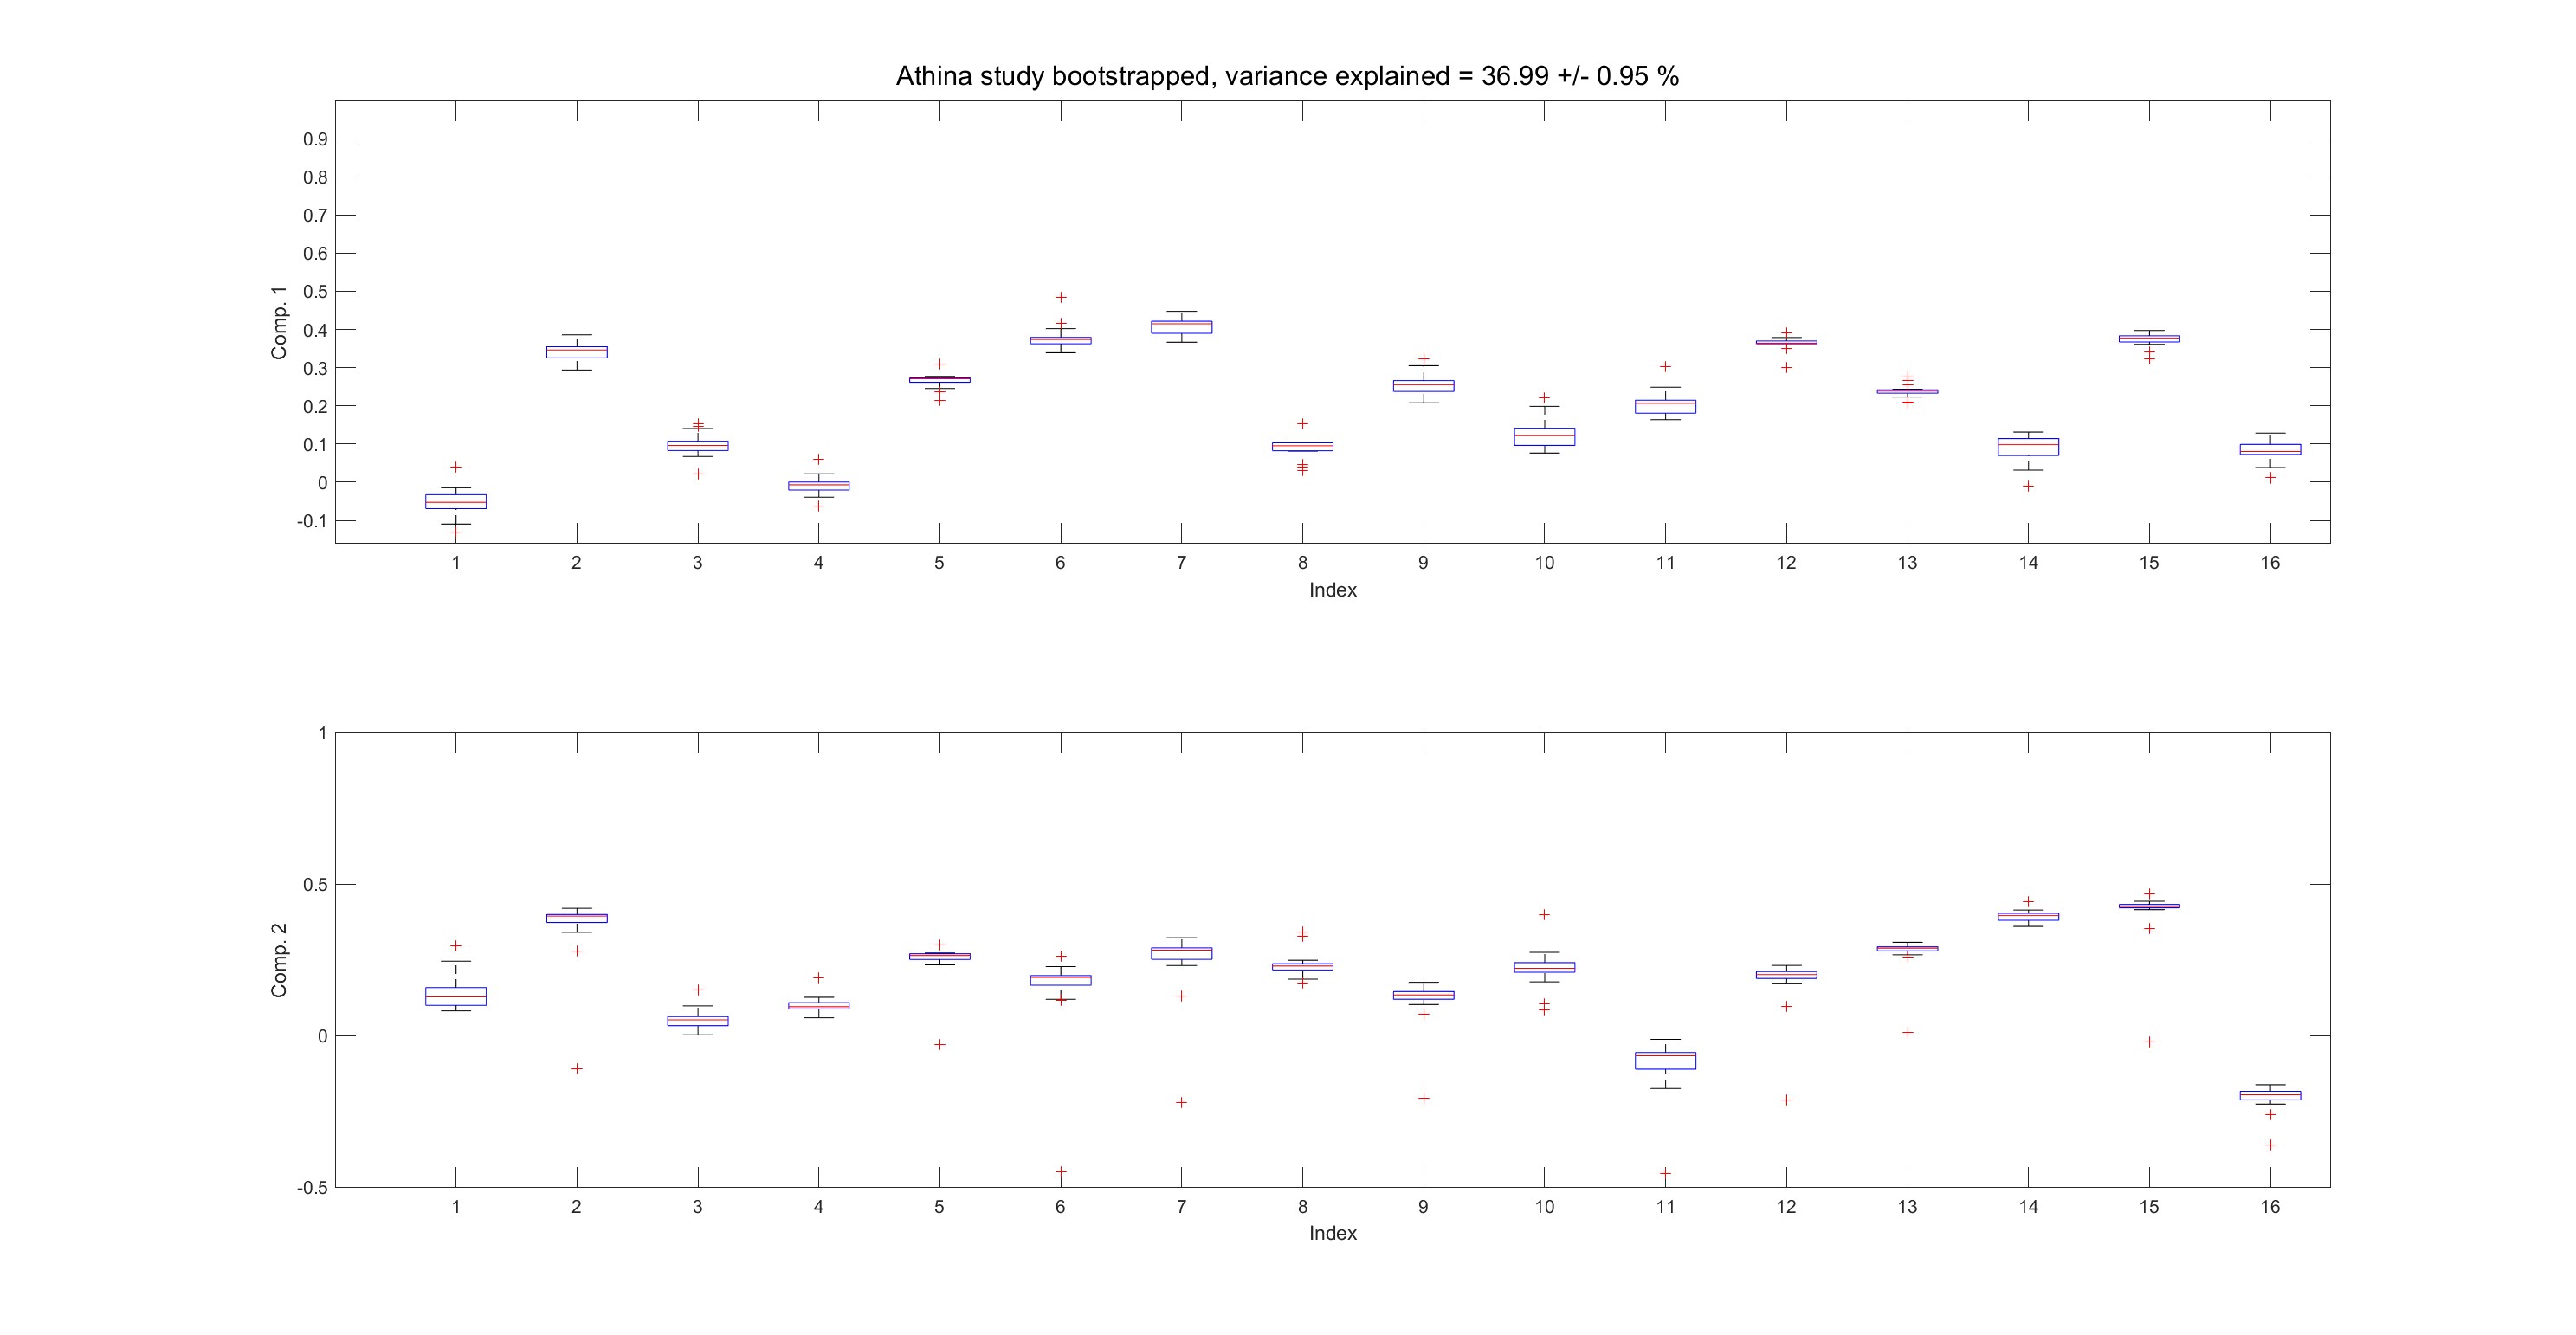 Athina study bootstrapped, variance explained = 36.99 +/- 0.95 %
Comp. 1
0.9
0.8
0.7
0.6
0.5
0.4
0.3
0.2
0.1
0
-0.1
1 2 3 4 5 6 7 8 9 10 11 12 13 14 15 16
Index
Comp. 2
1
0.5
0
-0.5
1 2 3 4 5 6 7 8 9 10 11 12 13 14 15 16
Index